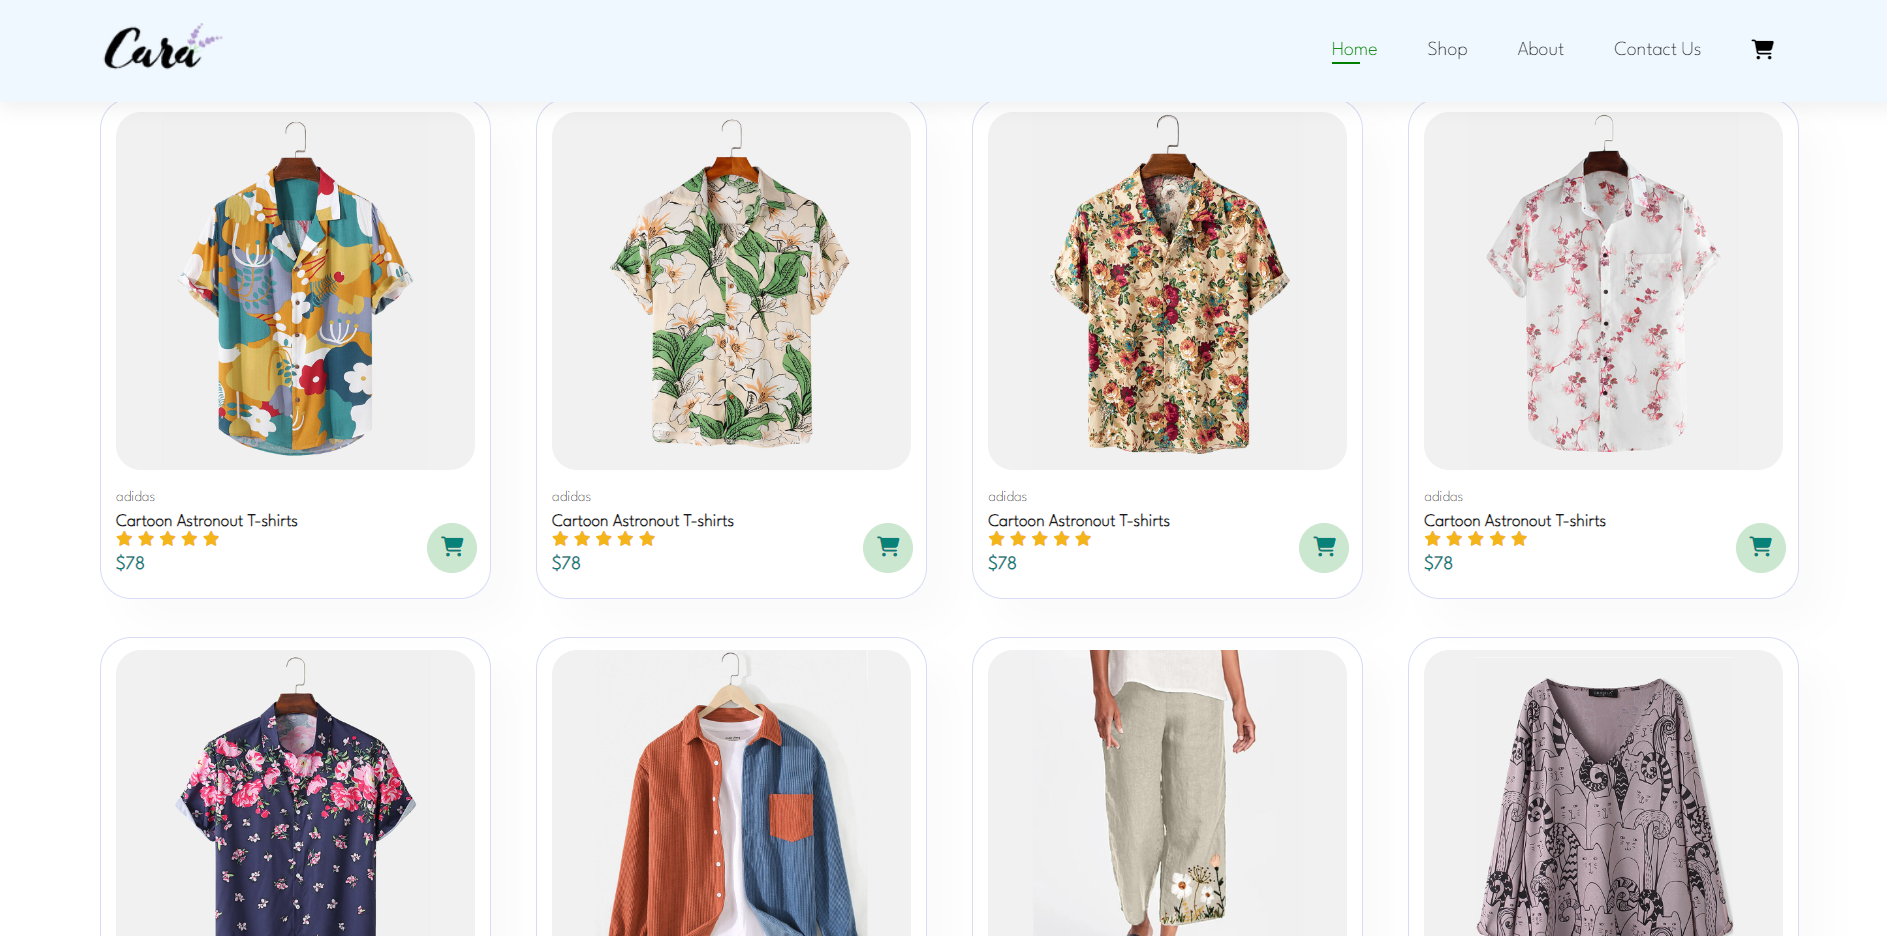 Cara
Home Shop About Contact Us
adidas adidas adidas adidas
Cartoon Astronout T-shirts Cartoon Astronout T-shirts Cartoon Astronout T-shirts Cartoon Astronout T-shirts
$78 $78 $78 $78